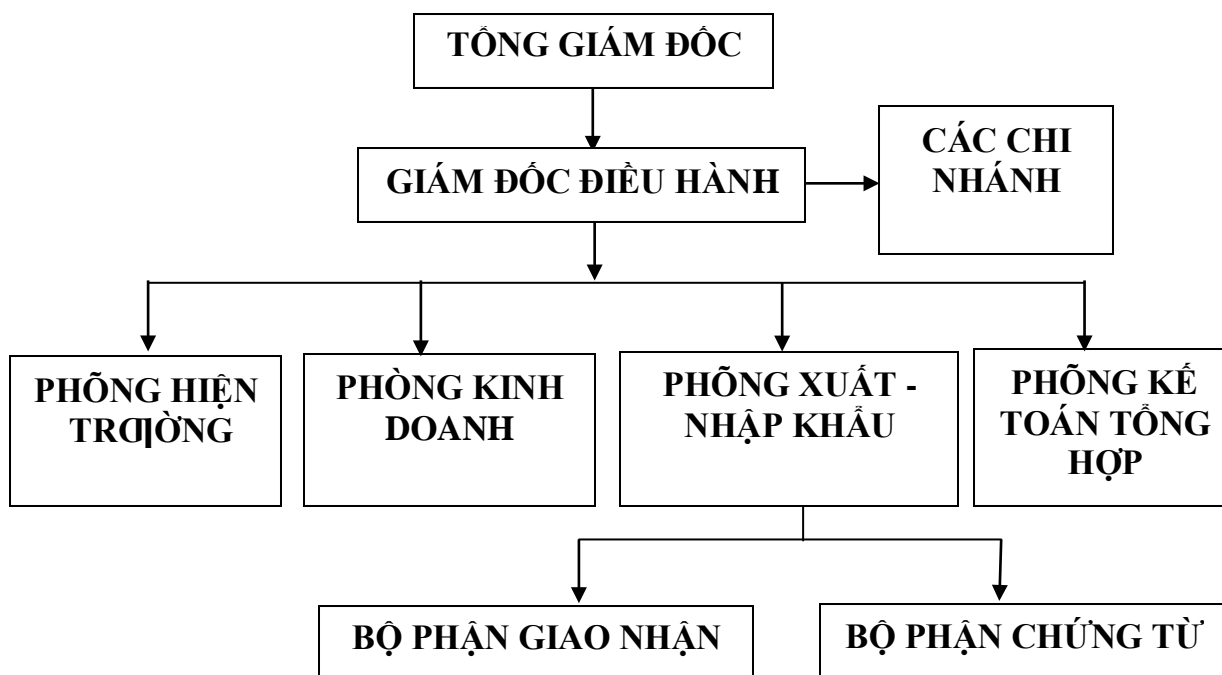 TỔNG GIÁM ĐỐC
CÁC CHI
NHÁNH
GIÁM ĐỐC ĐIỀU HÀNH
PHÕNG HIỆN
TRƢỜNG
PHÒNG KINH
DOANH
PHÕNG XUẤT -
NHẬP KHẨU
PHÕNG KẾ
TOÁN TỔNG
HỢP
BỘ PHẬN GIAO NHẬN
BỘ PHẬN CHỨNG TỪ